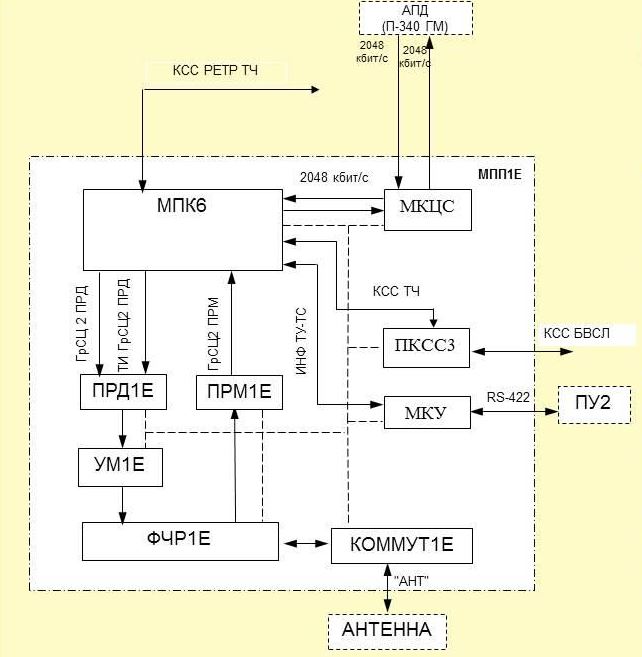 АПД
(П-340 ГМ)
2048
кбит/с
2048
кбит/с
КСС РЕТР ТЧ
МПП1Е
2048 кбит/с
МПК6
МКЦС
КСС ТЧ
ГрСЦ 2 ПРД
ТИ ГрСЦ2 ПРД
ГрСЦ2 ПРМ
ИНФ ТУ-ТС
ПКСС3
КСС БВСЛ
ПРД1Е
ПРМ1Е
МКУ
RS-422
ПУ2
УМ1Е
ФЧР1Е
КОММУТ1Е
"АНТ"
АНТЕННА